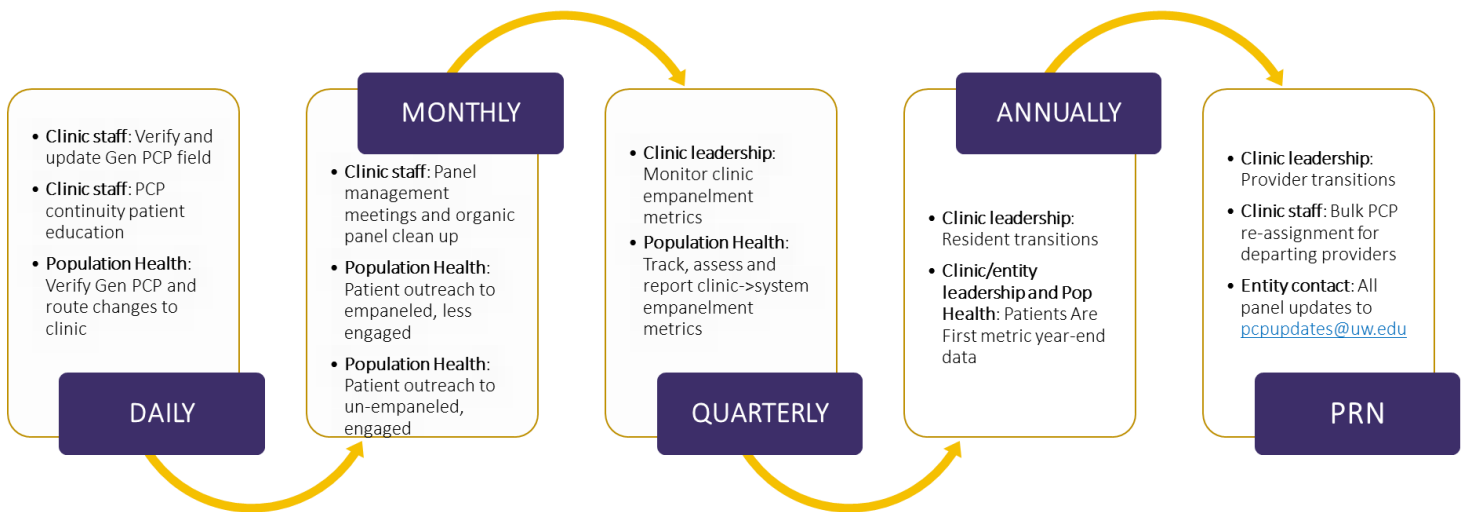 • Clinic staff: Verify and
update Gen PCP field
• Clinic staff: PCP
continuity patient
education
• Population Health:
Verify Gen PCP and
route changes to
clinic
DAILY
MONTHLY
• Clinic staff: Panel
management
meetings and organic
panel clean up
• Population Health:
Patient outreach to
empaneled, less
engaged
• Population Health:
Patient outreach to
un-empaneled,
engaged
• Clinic leadership:
Monitor clinic
empanelment
metrics
• Population Health:
Track, assess and
report clinic->system
empanelment
metrics
QUARTERLY
ANNUALLY
• Clinic leadership:
Resident transitions
• Clinic/entity
leadership and Pop
Health: Patients Are
First metric year-end
data
• Clinic leadership:
Provider transitions
• Clinic staff: Bulk PCP
re-assignment for
departing providers
• Entity contact: All
panel updates to
pcpupdates@uw.edu
PRN